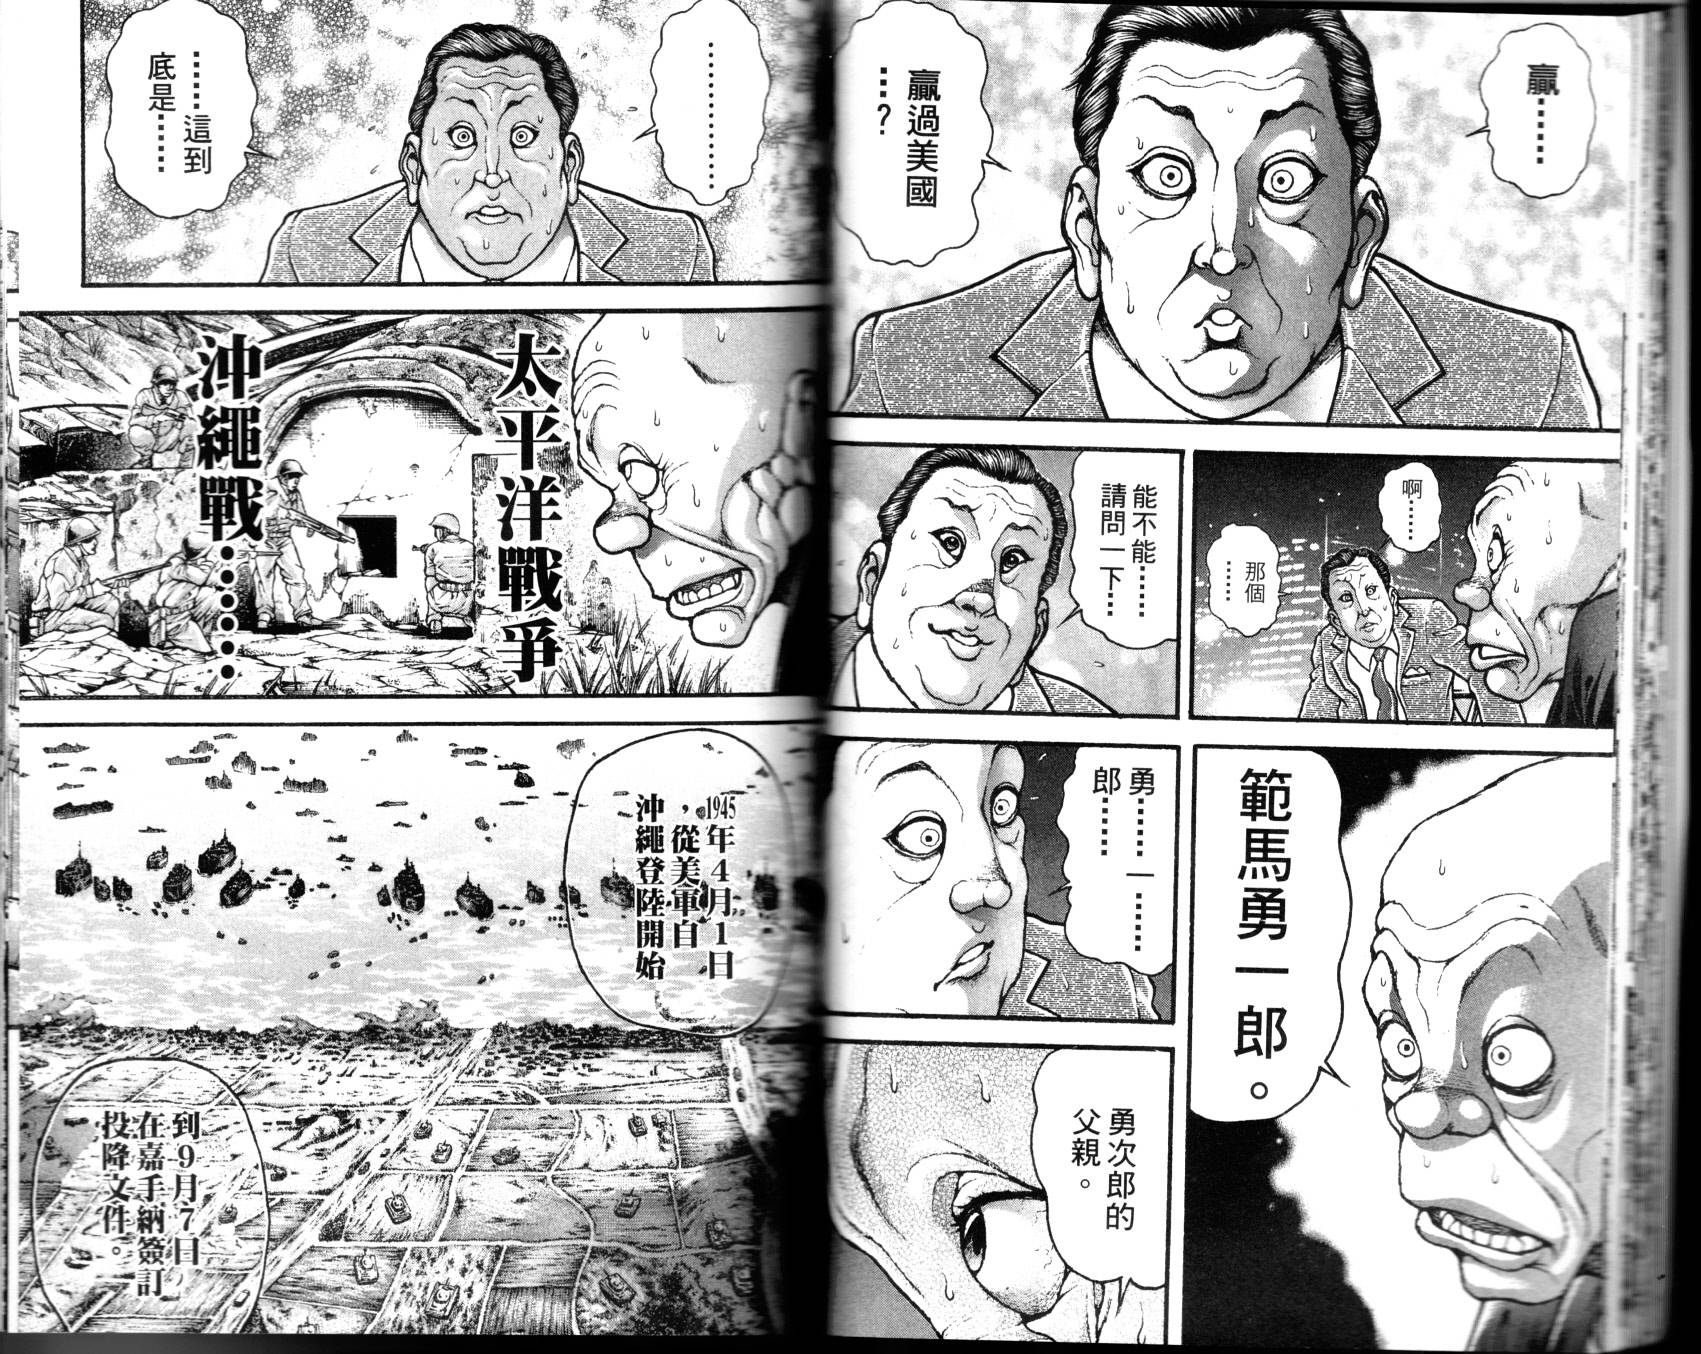 贏⋯⋯⋯
贏過美國
⋯⋯?
啊⋯⋯
那個
⋯⋯
能不能⋯⋯
請問一下⋯
範馬勇一郎。
勇⋯⋯一⋯⋯
郎⋯⋯
勇次郎的
父親。
⋯⋯⋯⋯⋯
⋯⋯這到
底是⋯⋯
太平洋戰爭
沖繩戰⋯⋯⋯
1945年4月1日
，從美軍自
沖繩登陸開始
到9月7日，
在嘉手納簽訂
投降文件。